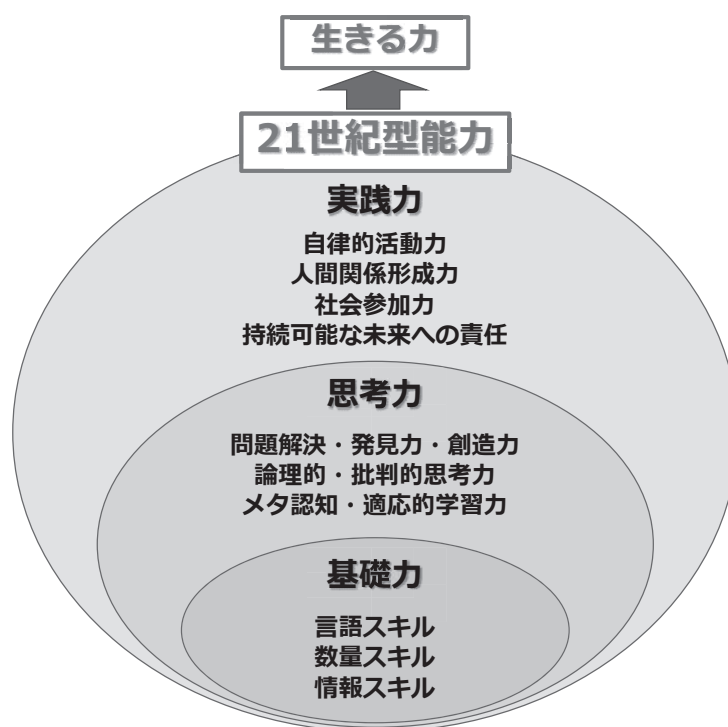 生きる力
21世紀型能力
実践力
自律的活動力
人間関係形成力
社会参加力
持続可能な未来への責任
思考力
問題解決・発見力・創造力
論理的・批判的思考力
メタ認知・適応的学習力
基礎力
言語スキル
数量スキル
情報スキル